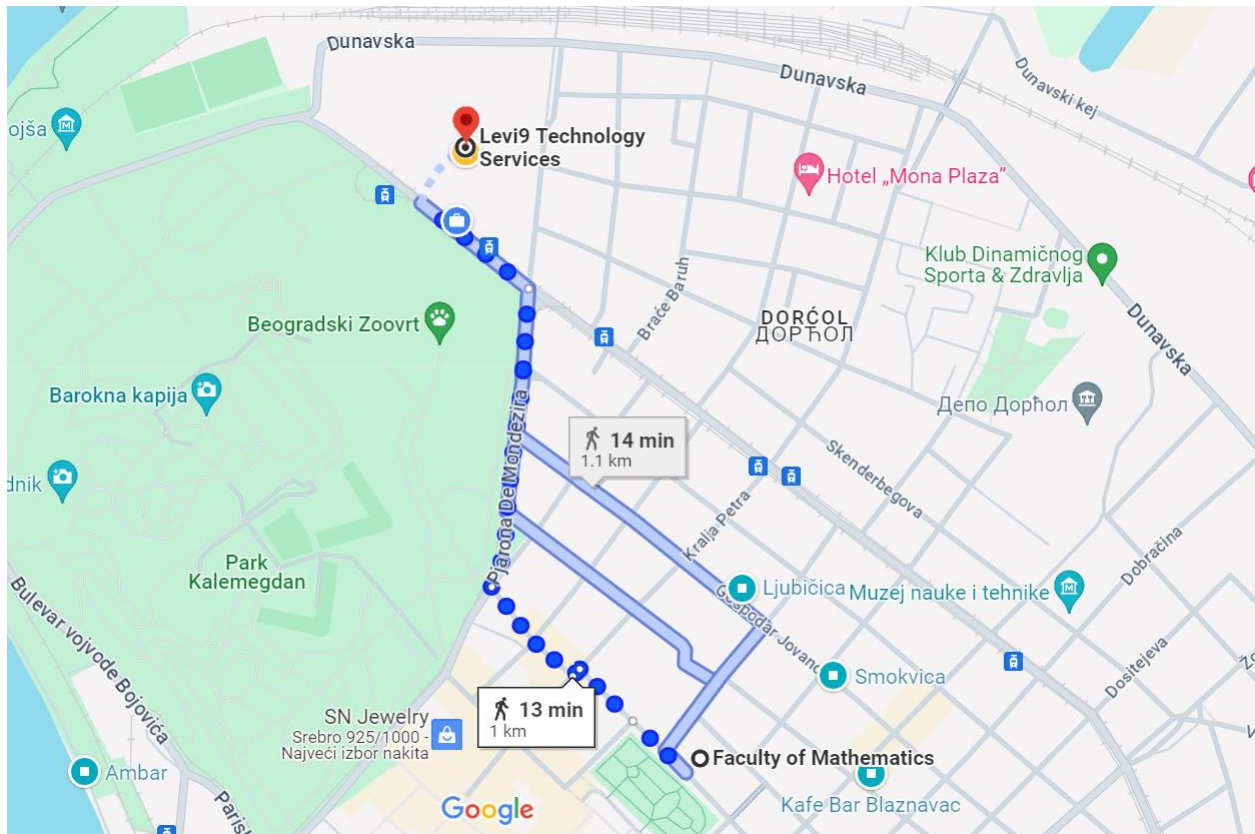 Dunavska
Dunavska
Dunavski kej
ojša
Levi9 Technology
Services
Hotel „Mona Plaza”
Klub Dinamičnog
Sporta & Zdravlja
Braće Baruh
DORĆOL
ДОРЋОЛ
Dunavska
Beogradski Zoovrt
Barokna kapija
Депо Дорћол
Pjarona De Mondezira
14 min
1.1 km
Skenderbegova
dnik
Kralja Petra
Dobračina
Park
Kalemegdan
Ljubičica
Muzej nauke i tehnike
Gospodar Jovano
Bulevar vojvode Bojovića
Smokvica
Dositejeva
13 min
1 km
SN Jewelry
Srebro 925/1000 -
Najveći izbor nakita
Faculty of Mathematics
Ambar
Kafe Bar Blaznavac
Google
Paris